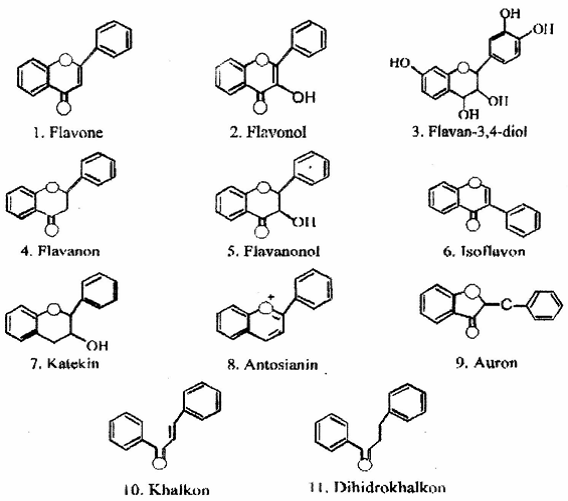 OH
OH
OH
HO
OH
OH
1. Flavone
2. Flavonol
3. Flavan-3,4-diol
OH
4. Flavanon
5. Flavanonol
6. Isoflavon
+
C
OH
7. Katekin
8. Antosianin
9. Auron
10. Khalkon
11. Dihidrokhalkon